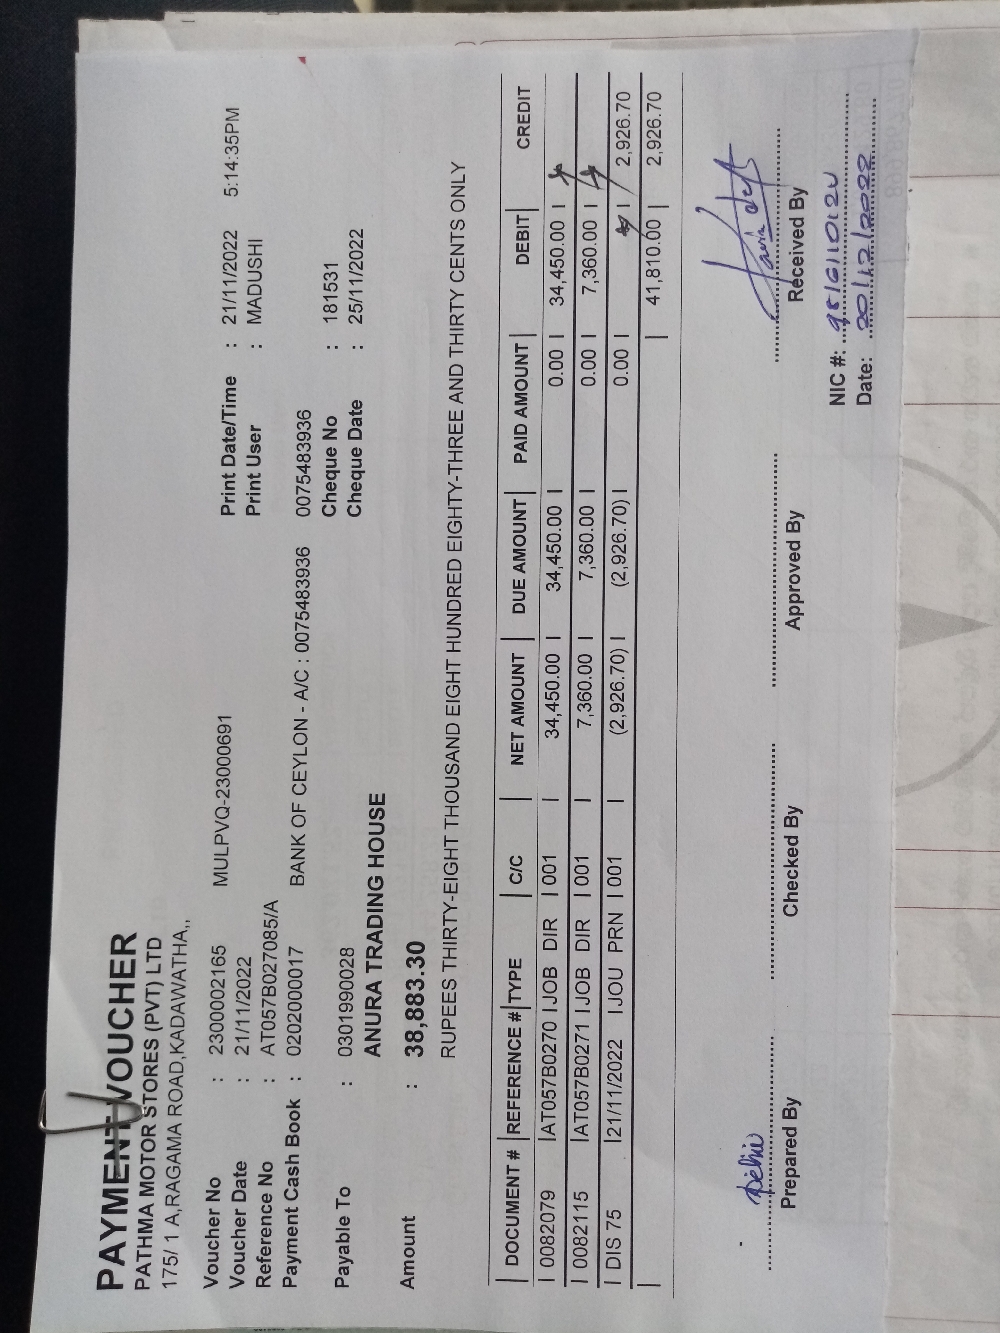 PAYMENT VOUCHER
PATHMA MOTOR STORES (PVT) LTD
175/ 1 A,RAGAMA ROAD,KADAWATHA,,
Voucher No : 2300002165 MULPVQ-23000691 Print Date/Time : 21/11/2022 5:14:35PM
Voucher Date : 21/11/2022 Print User : MADUSHI
Reference No : AT057B027085/A
Payment Cash Book : 0202000017 BANK OF CEYLON - A/C : 0075483936 0075483936
Cheque No : 181531
Payable To : 0301990028 Cheque Date : 25/11/2022
ANURA TRADING HOUSE
Amount : 38,883.30
RUPEES THIRTY-EIGHT THOUSAND EIGHT HUNDRED EIGHTY-THREE AND THIRTY CENTS ONLY
| DOCUMENT # | REFERENCE # | TYPE | C/C | NET AMOUNT | DUE AMOUNT | PAID AMOUNT | DEBIT | CREDIT
| 0082079 | AT057B0270 | JOB DIR | 001 | 34,450.00 | 34,450.00 | 0.00 | 34,450.00 |
| 0082115 | AT057B0271 | JOB DIR | 001 | 7,360.00 | 7,360.00 | 0.00 | 7,360.00 |
| DIS 75 | 21/11/2022 | JOU PRN | 001 | (2,926.70) | (2,926.70) | 0.00 | | 2,926.70
| | 41,810.00 | 2,926.70
Prepared By Checked By Approved By Received By
NIC #:
Date: 20/12/2022